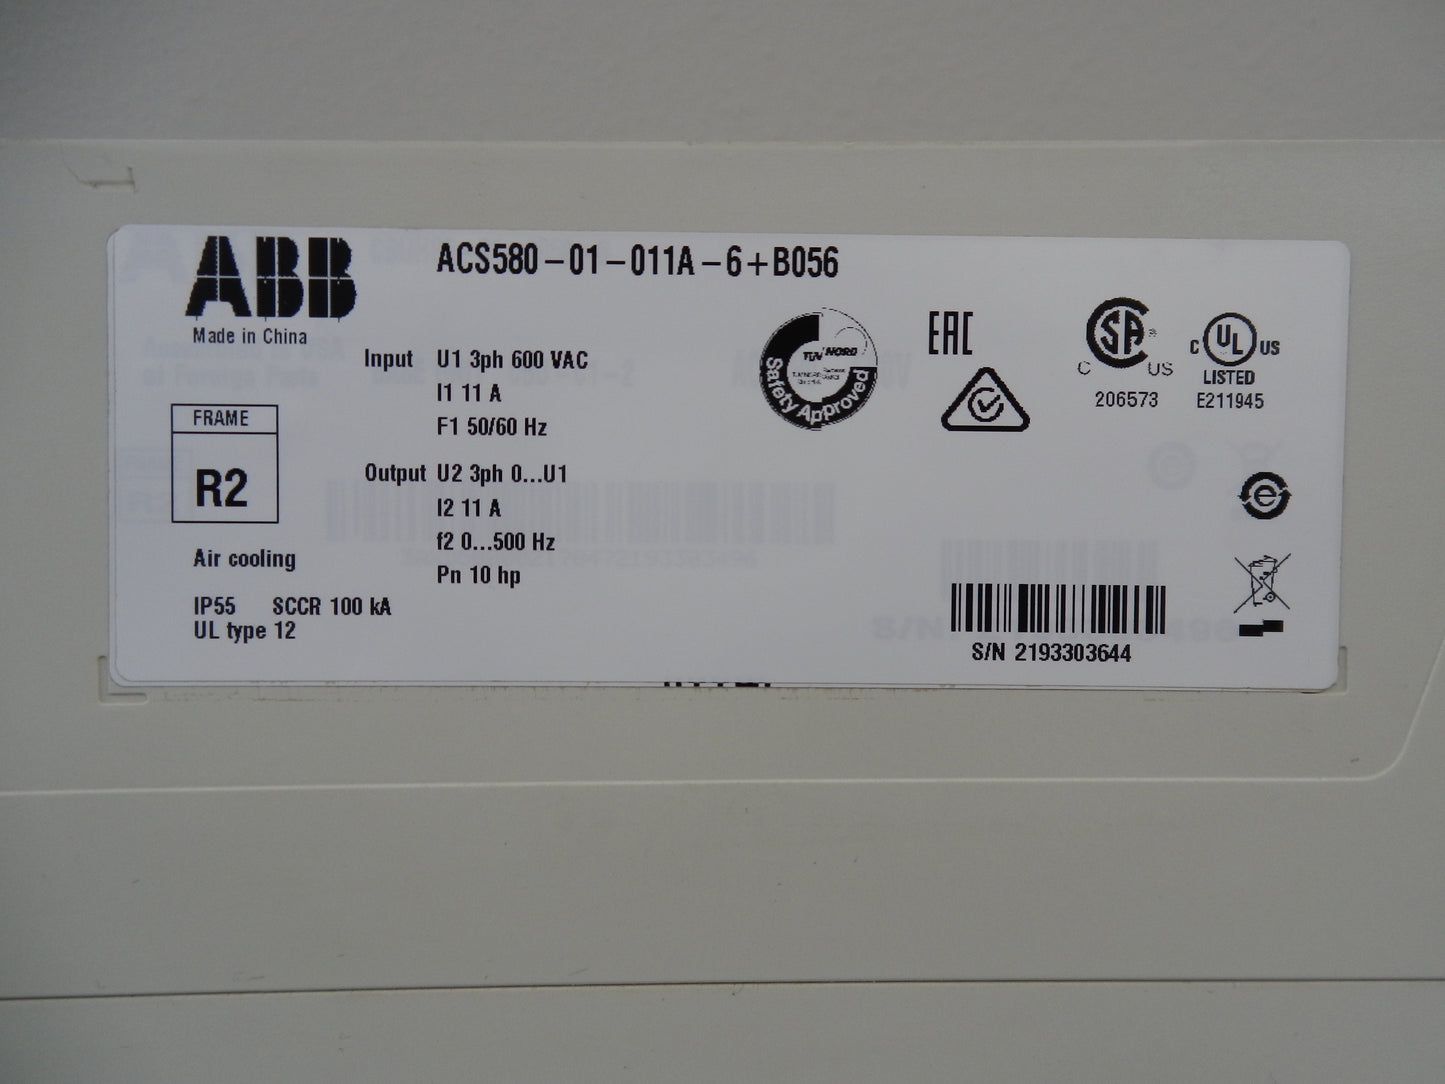 ABB
ACS580-01-011A-6+B056
Made in China
Input U1 3ph 600 VAC
I1 11 A
F1 50/60 Hz
Output U2 3ph 0...U1
I2 11 A
f2 0...500 Hz
Pn 10 hp
FRAME
R2
Air cooling
IP55 SCCR 100 kA
UL type 12
TÜV NORD
Safety Approved
EAC
SA
C US
206573
C UL US
LISTED
E211945
e
S/N 2193303644